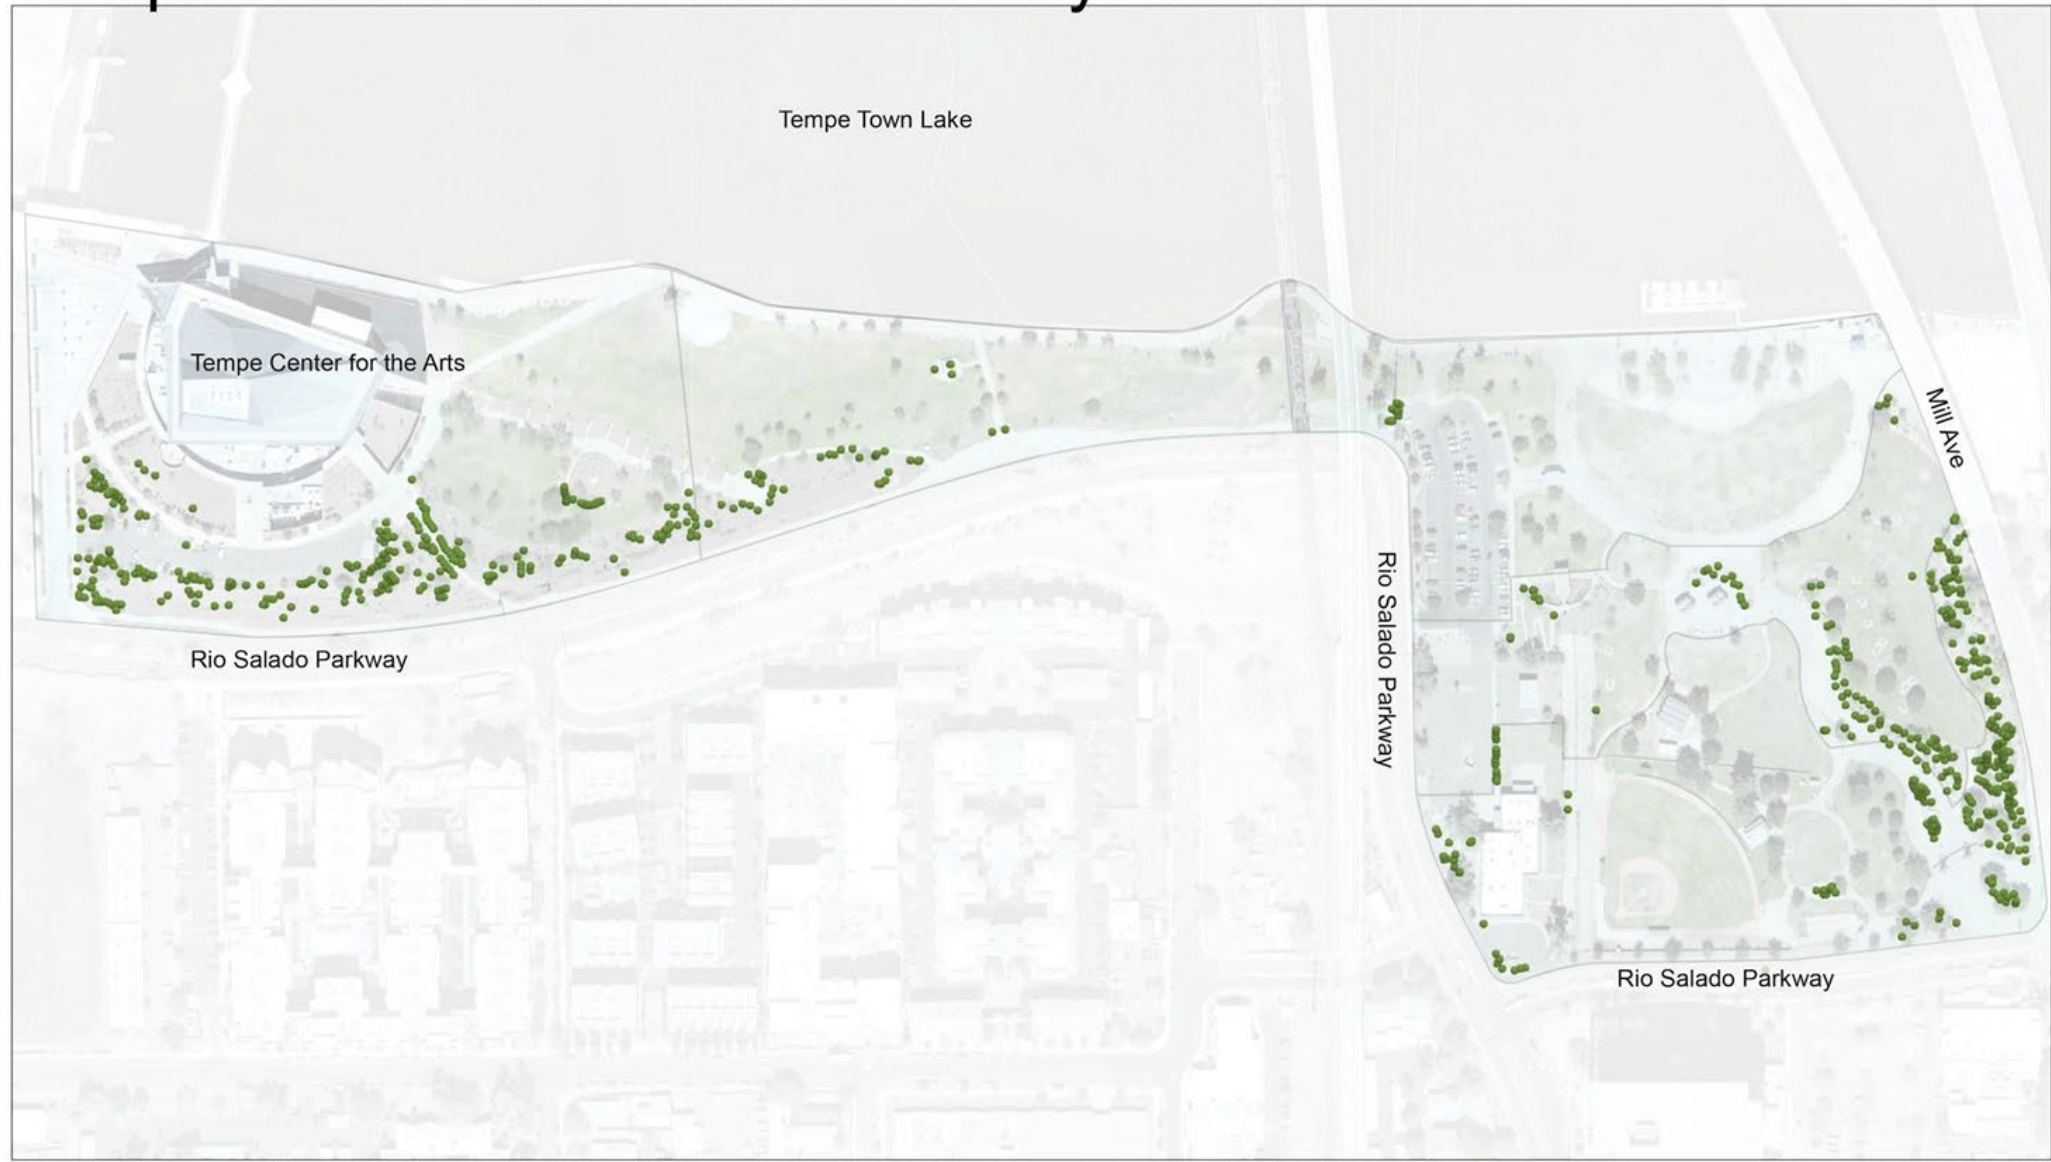 Tempe Town Lake
Tempe Center for the Arts
Mill Ave
Rio Salado Parkway
Rio Salado Parkway
Rio Salado Parkway